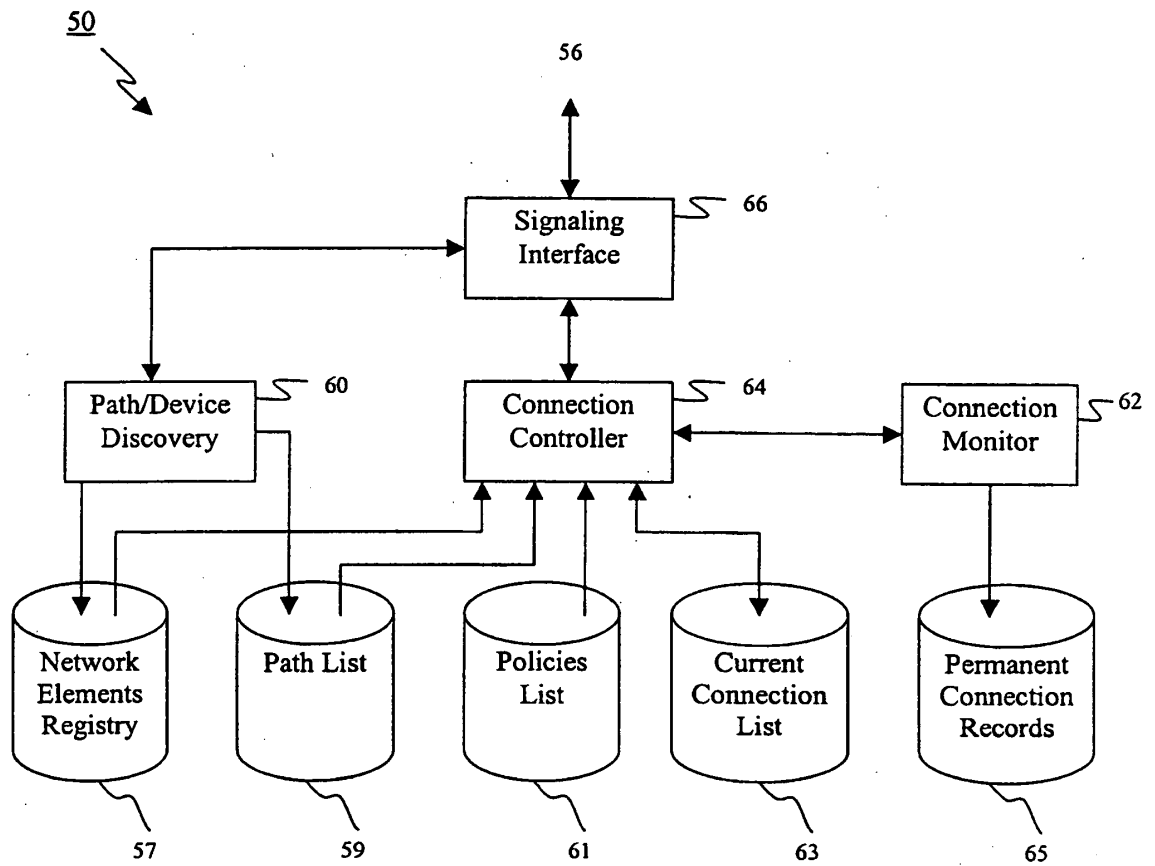 50
56
Signaling
Interface
66
Path/Device
Discovery
60
Connection
Controller
64
Connection
Monitor
62
Network
Elements
Registry
Path List
Policies
List
Current
Connection
List
Permanent
Connection
Records
57
59
61
63
65